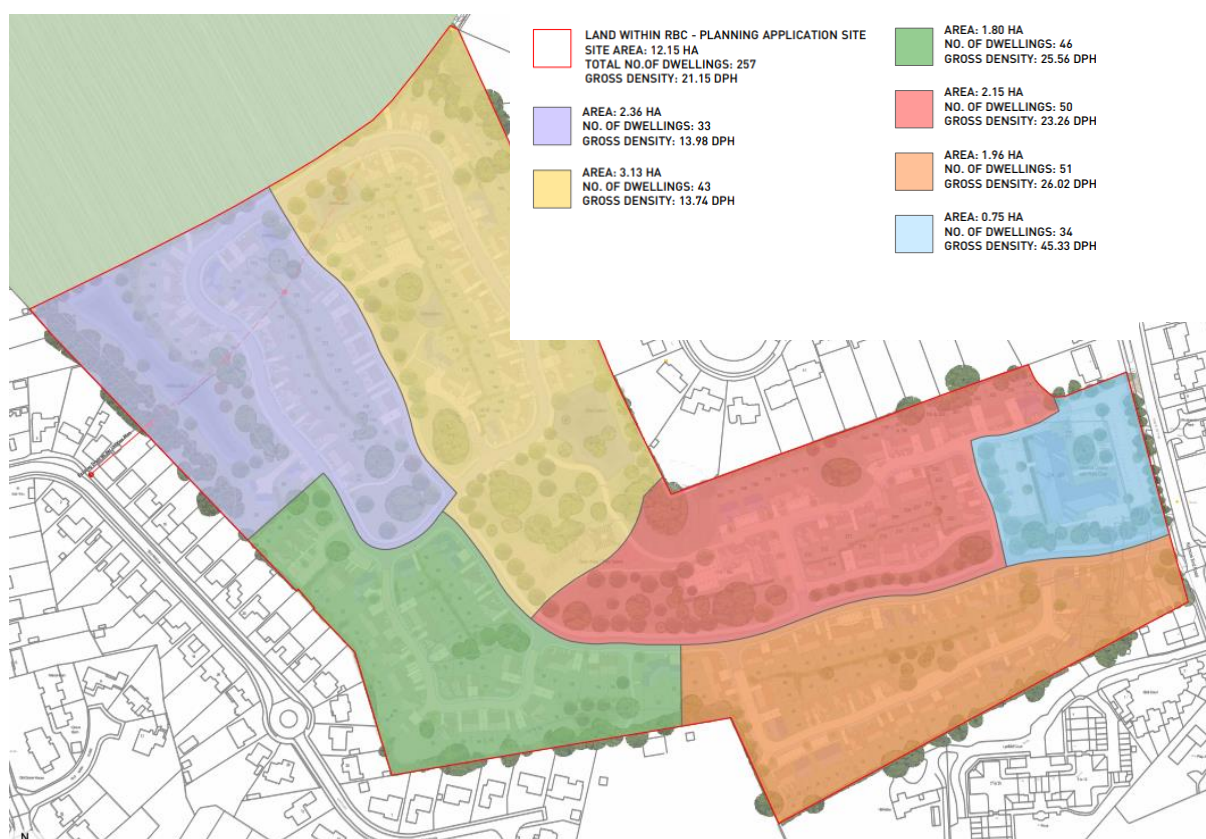 LAND WITHIN RBC - PLANNING APPLICATION SITE
SITE AREA: 12.15 HA
TOTAL NO.OF DWELLINGS: 257
GROSS DENSITY: 21.15 DPH
AREA: 2.36 HA
NO. OF DWELLINGS: 33
GROSS DENSITY: 13.98 DPH
AREA: 3.13 HA
NO. OF DWELLINGS: 43
GROSS DENSITY: 13.74 DPH
AREA: 1.80 HA
NO. OF DWELLINGS: 46
GROSS DENSITY: 25.56 DPH
AREA: 2.15 HA
NO. OF DWELLINGS: 50
GROSS DENSITY: 23.26 DPH
AREA: 1.96 HA
NO. OF DWELLINGS: 51
GROSS DENSITY: 26.02 DPH
AREA: 0.75 HA
NO. OF DWELLINGS: 34
GROSS DENSITY: 45.33 DPH
N